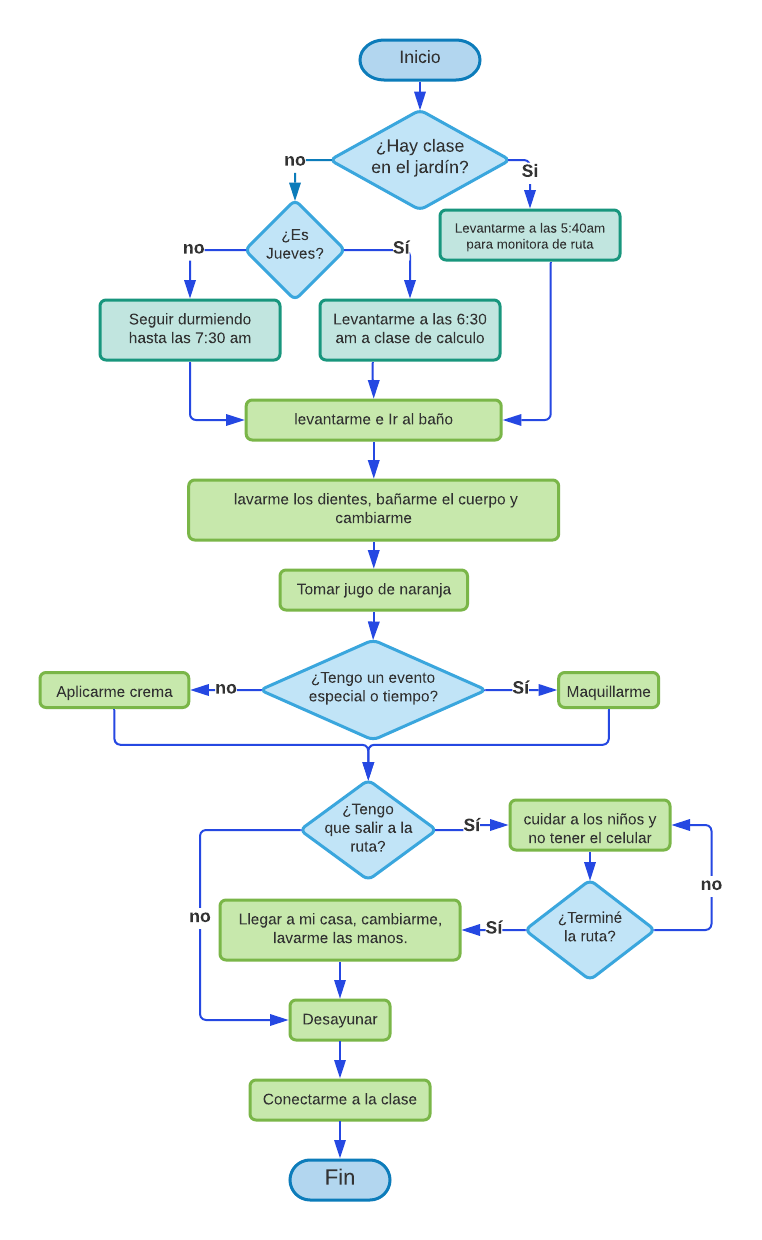 Inicio
¿Hay clase
en el jardín?
no
Si
Levantarme a las 5:40am
para monitora de ruta
¿Es
Jueves?
no
Sí
Seguir durmiendo
hasta las 7:30 am
Levantarme a las 6:30
am a clase de calculo
levantarme e Ir al baño
lavarme los dientes, bañarme el cuerpo y
cambiarme
Tomar jugo de naranja
¿Tengo un evento
especial o tiempo?
no
Sí
Aplicarme crema
Maquillarme
¿Tengo
que salir a la
ruta?
Sí
cuidar a los niños y
no tener el celular
no
no
¿Terminé
la ruta?
Sí
Llegar a mi casa, cambiarme,
lavarme las manos.
Desayunar
Conectarme a la clase
Fin